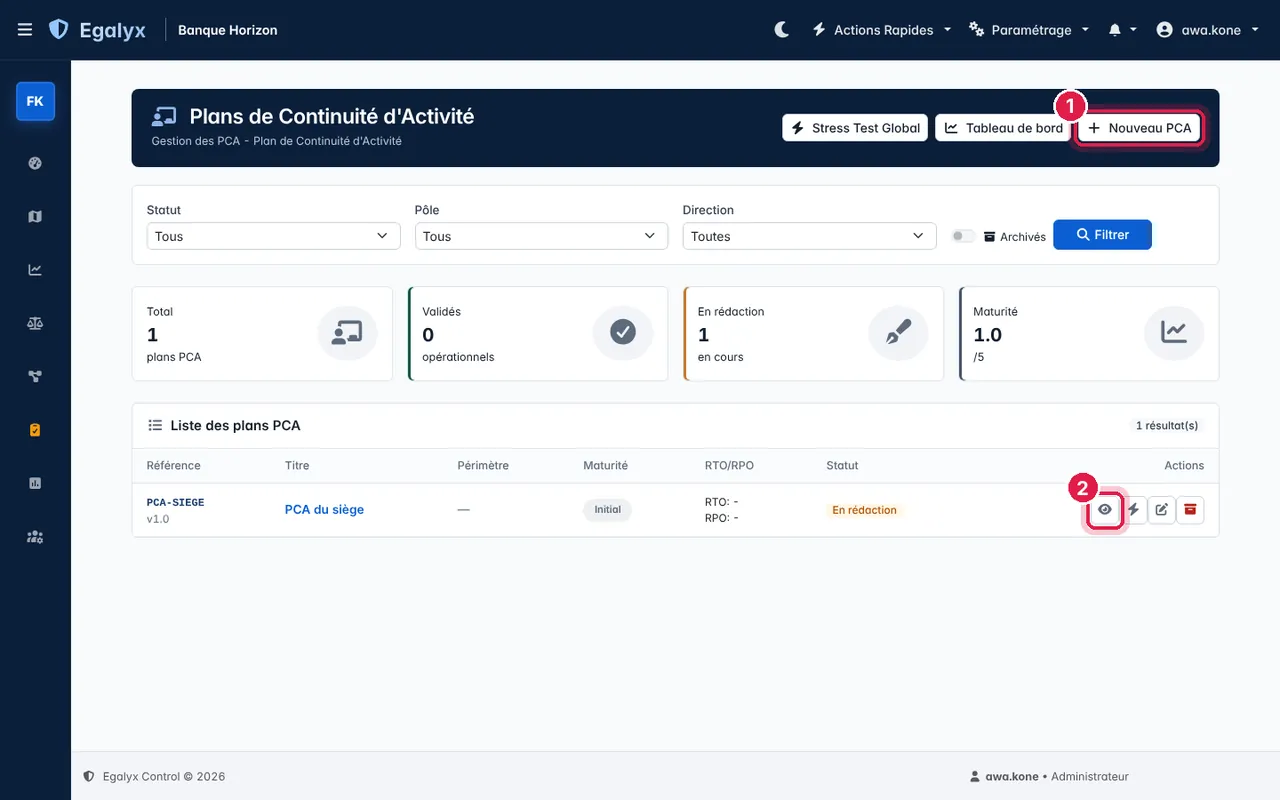 Egalyx
Banque Horizon
Actions Rapides
Paramétrage
awa.kone
FK
Plans de Continuité d'Activité
Gestion des PCA - Plan de Continuité d'Activité
Stress Test Global
Tableau de bord
1
Nouveau PCA
Statut
Pôle
Direction
Tous
Tous
Toutes
Archivés
Filtrer
Total
1
plans PCA
Validés
0
opérationnels
En rédaction
1
en cours
Maturité
1.0
/5
Liste des plans PCA
1 résultat(s)
Référence Titre Périmètre Maturité RTO/RPO Statut Actions
PCA-SIEGE
v1.0
PCA du siège
—
Initial
RTO: -
RPO: -
En rédaction
2
Egalyx Control © 2026
awa.kone • Administrateur